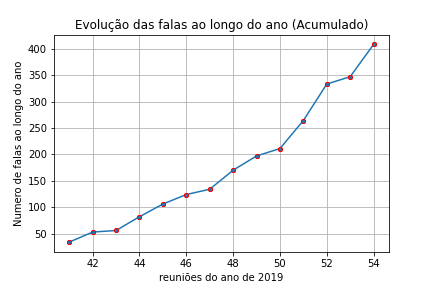 Evolução das falas ao longo do ano (Acumulado)
400
350
300
250
200
150
100
50
Numero de falas ao longo do ano
42 44 46 48 50 52 54
reuniões do ano de 2019